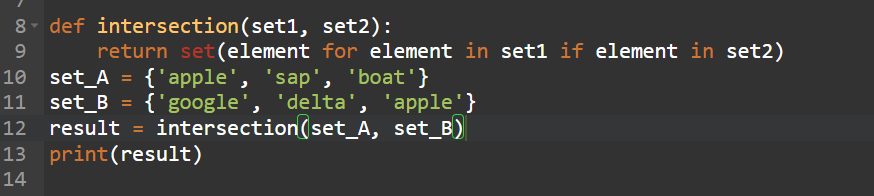 8 def intersection(set1, set2):
9     return set(element for element in set1 if element in set2)
10 set_A = {'apple', 'sap', 'boat'}
11 set_B = {'google', 'delta', 'apple'}
12 result = intersection(set_A, set_B)
13 print(result)
14